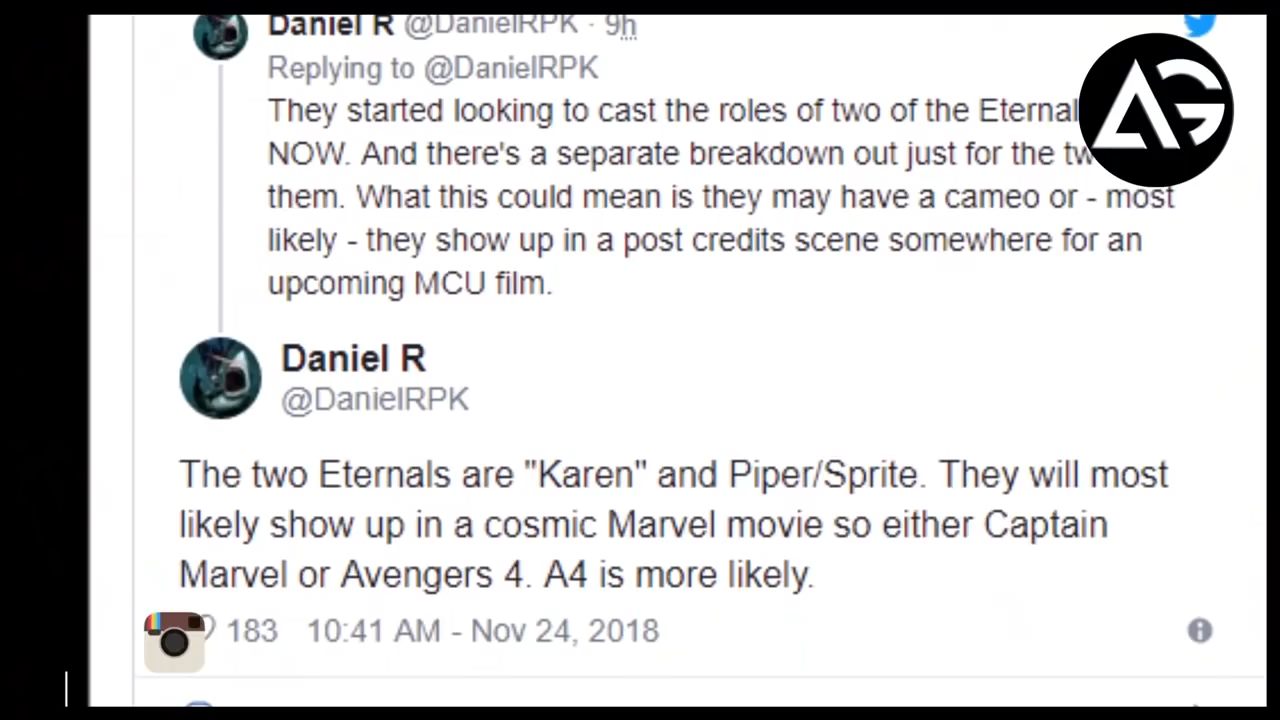 Daniel R @DanielRPK · 9h
Replying to @DanielRPK
They started looking to cast the roles of two of the
NOW. And there's a separate breakdown out just for the
them. What this could mean is they may have a cameo or - most
likely - they show up in a post credits scene somewhere for an
upcoming MCU film.
AG
Daniel R
@DanielRPK
The two Eternals are "Karen" and Piper/Sprite. They will most
likely show up in a cosmic Marvel movie so either Captain
Marvel or Avengers 4. A4 is more likely.
183 10:41 AM - Nov 24, 2018